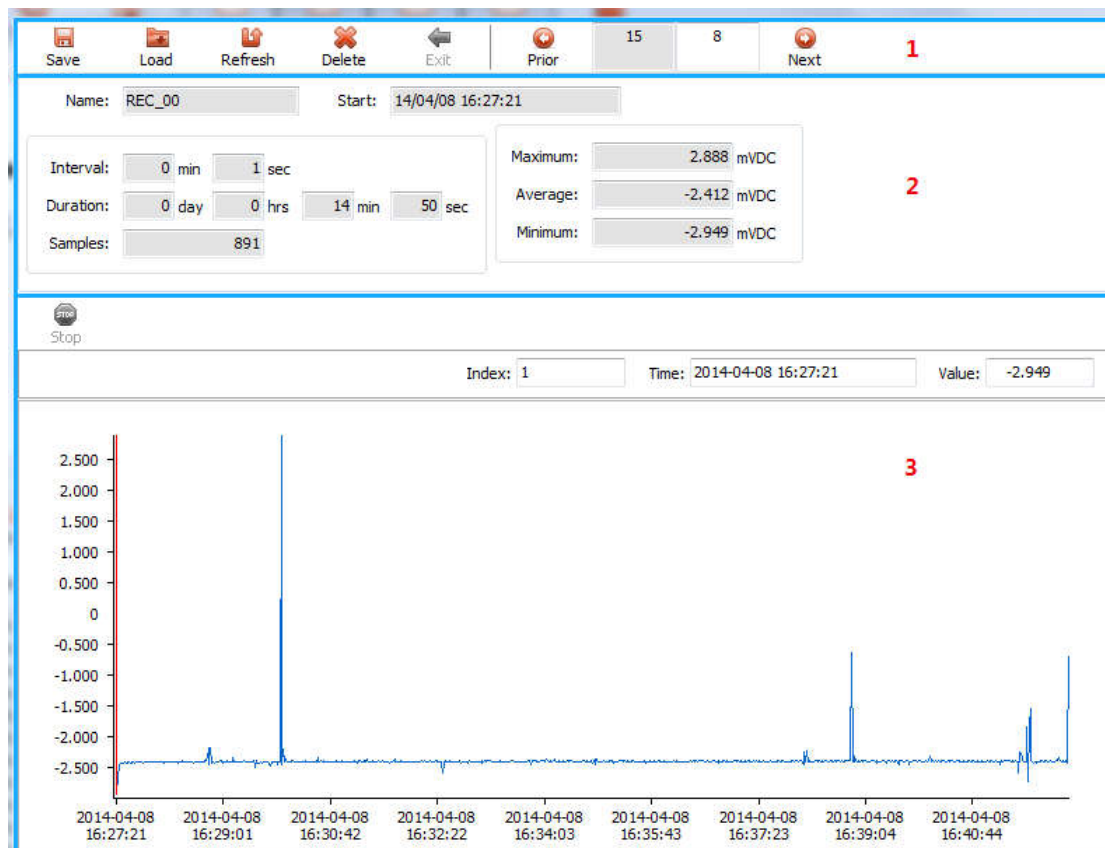 Save Load Refresh Delete Exit Prior 15 8 Next 1
Name: REC_00 Start: 14/04/08 16:27:21
Interval: 0 min 1 sec
Duration: 0 day 0 hrs 14 min 50 sec
Samples: 891
Maximum: 2.888 mVDC
Average: -2.412 mVDC
Minimum: -2.949 mVDC
2
STOP
Stop
Index: 1 Time: 2014-04-08 16:27:21 Value: -2.949
3
2.500
2.000
1.500
1.000
0.500
0
-0.500
-1.000
-1.500
-2.000
-2.500
2014-04-08 2014-04-08 2014-04-08 2014-04-08 2014-04-08 2014-04-08 2014-04-08 2014-04-08 2014-04-08
16:27:21 16:29:01 16:30:42 16:32:22 16:34:03 16:35:43 16:37:23 16:39:04 16:40:44